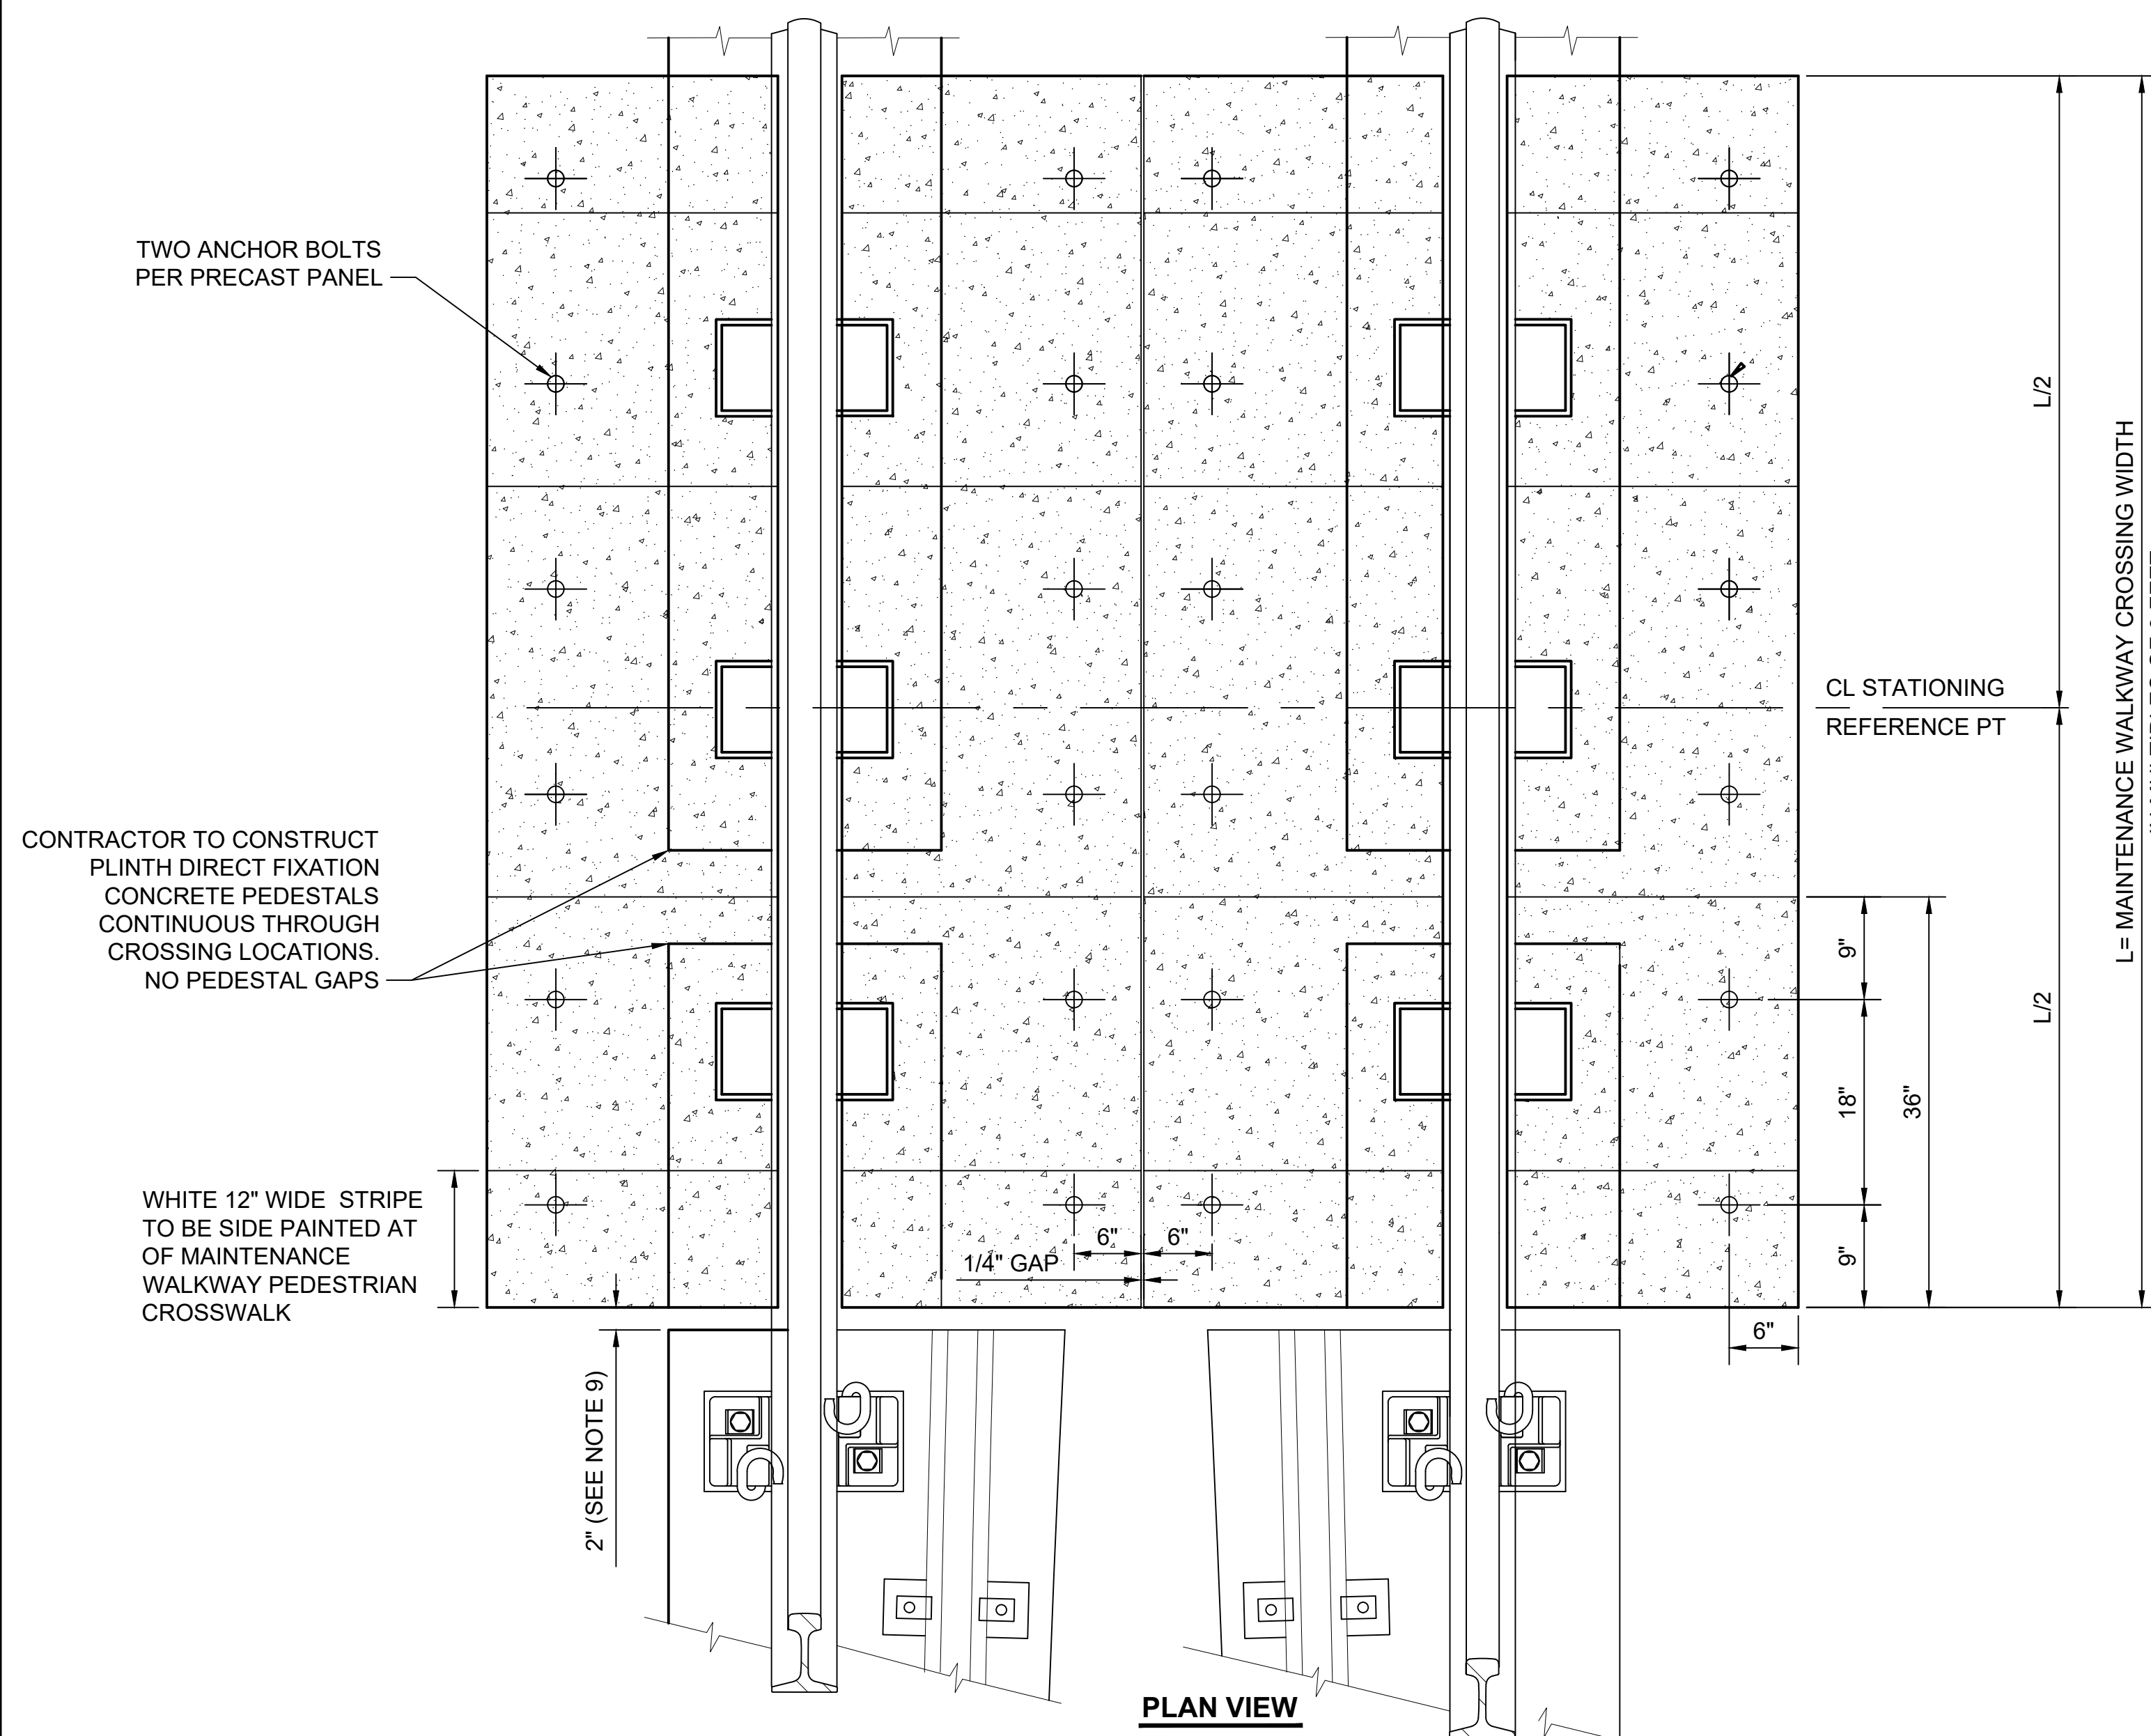 TWO ANCHOR BOLTS
PER PRECAST PANEL
CONTRACTOR TO CONSTRUCT
PLINTH DIRECT FIXATION
CONCRETE PEDESTALS
CONTINUOUS THROUGH
CROSSING LOCATIONS.
NO PEDESTAL GAPS
WHITE 12" WIDE STRIPE
TO BE SIDE PAINTED AT
OF MAINTENANCE
WALKWAY PEDESTRIAN
CROSSWALK
2" (SEE NOTE 9)
1/4" GAP
6"
6"
L/2
CL STATIONING
REFERENCE PT
L/2
L= MAINTENANCE WALKWAY CROSSING WIDTH
9"
18"
36"
9"
6"
PLAN VIEW